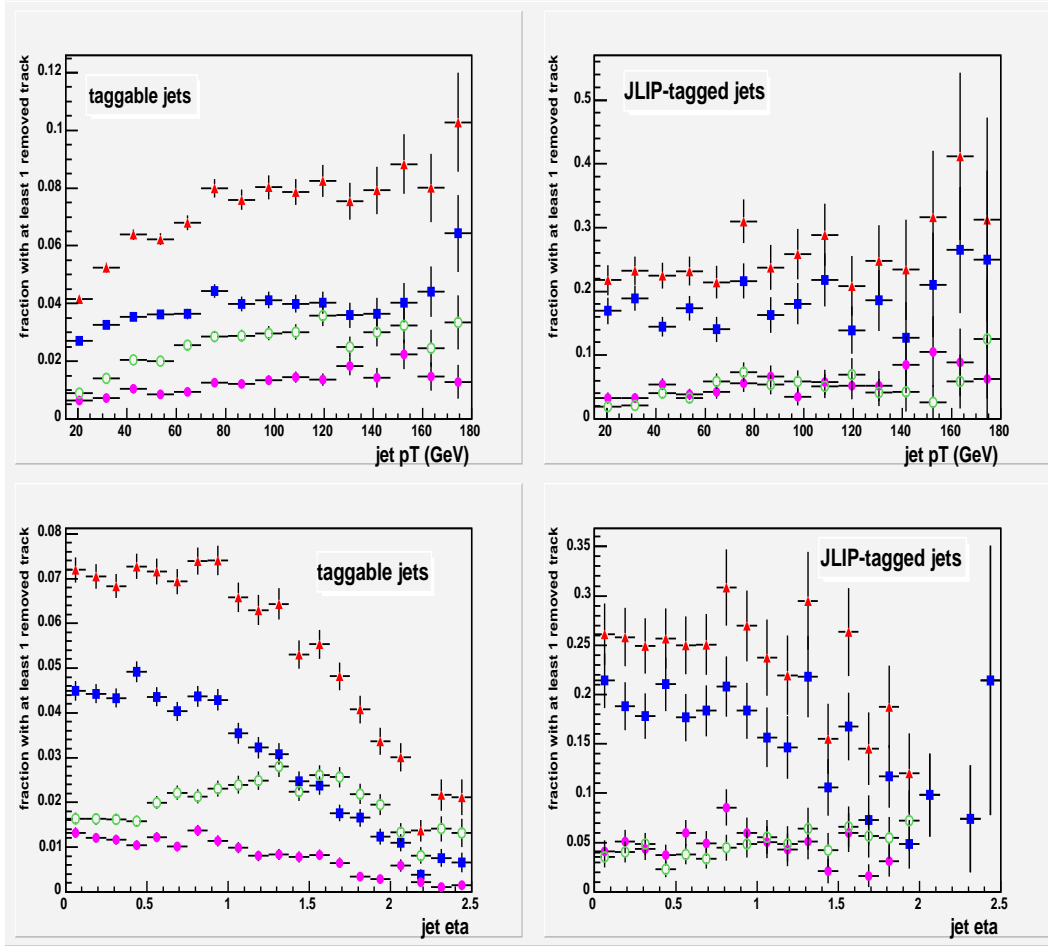 fraction with at least 1 removed track
0.12
0.1
0.08
0.06
0.04
0.02
0
taggable jets
20 40 60 80 100 120 140 160 180
jet pT (GeV)
fraction with at least 1 removed track
0.5
0.4
0.3
0.2
0.1
0
JLIP-tagged jets
20 40 60 80 100 120 140 160 180
jet pT (GeV)
fraction with at least 1 removed track
0.08
0.07
0.06
0.05
0.04
0.03
0.02
0.01
0
taggable jets
0 0.5 1 1.5 2 2.5
jet eta
fraction with at least 1 removed track
0.35
0.3
0.25
0.2
0.15
0.1
0.05
0
JLIP-tagged jets
0 0.5 1 1.5 2 2.5
jet eta